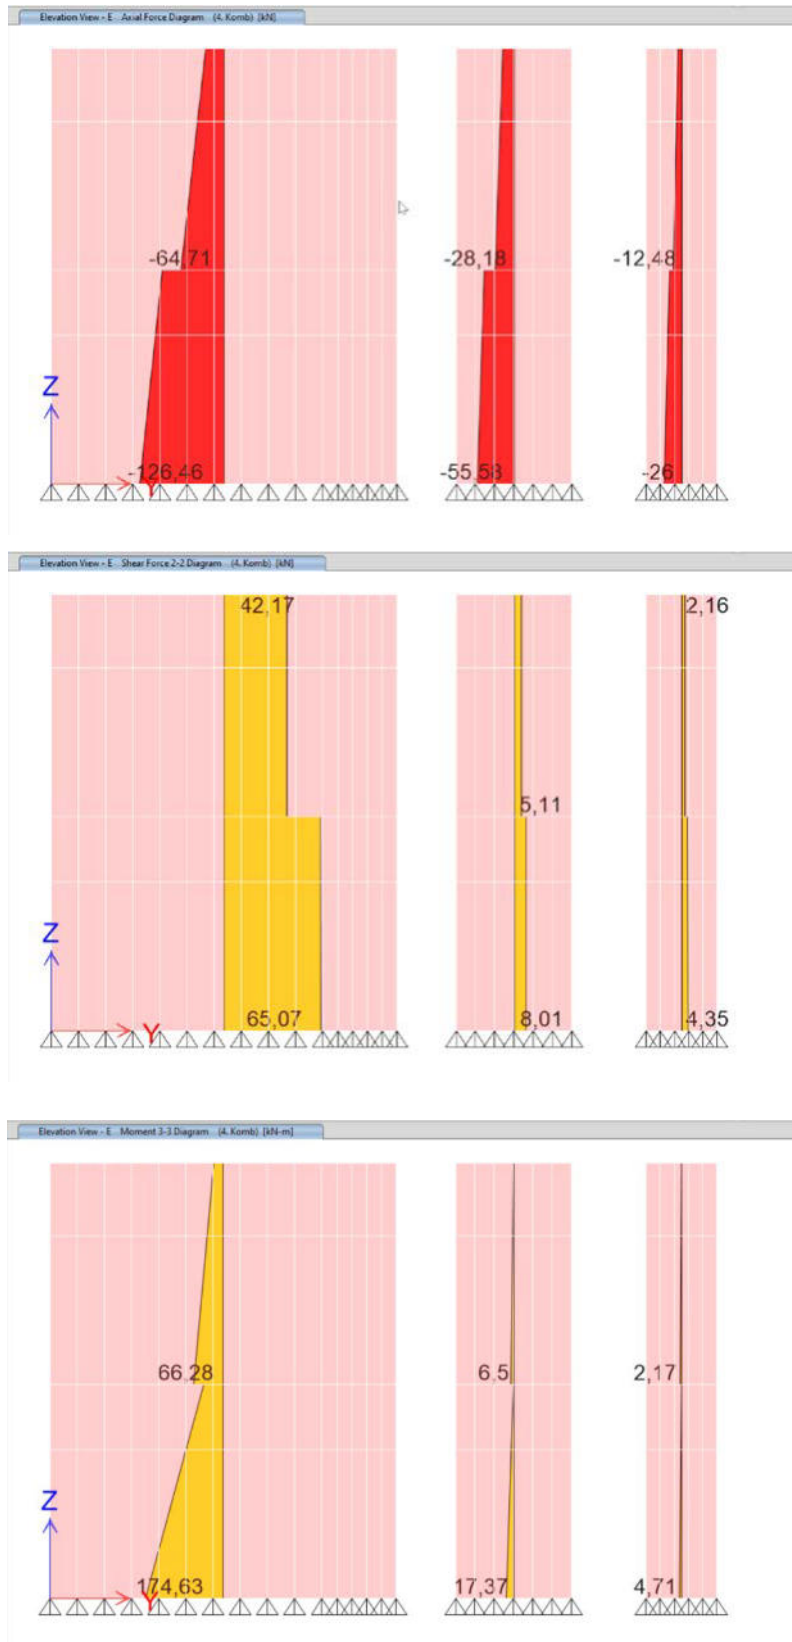 Elevation View - E Axial Force Diagram (4. Komb) [kN]
-64,71 -28,18 -12,48
Z
-126,46 -55,58 -26
Y
Elevation View - E Shear Force 2-2 Diagram (4. Komb) [kN]
42,17 2,16
5,11
Z
65,07 8,01 4,35
Y
Elevation View - E Moment 3-3 Diagram (4. Komb) [kN-m]
66,28 6,5 2,17
Z
174,63 17,37 4,71
Y